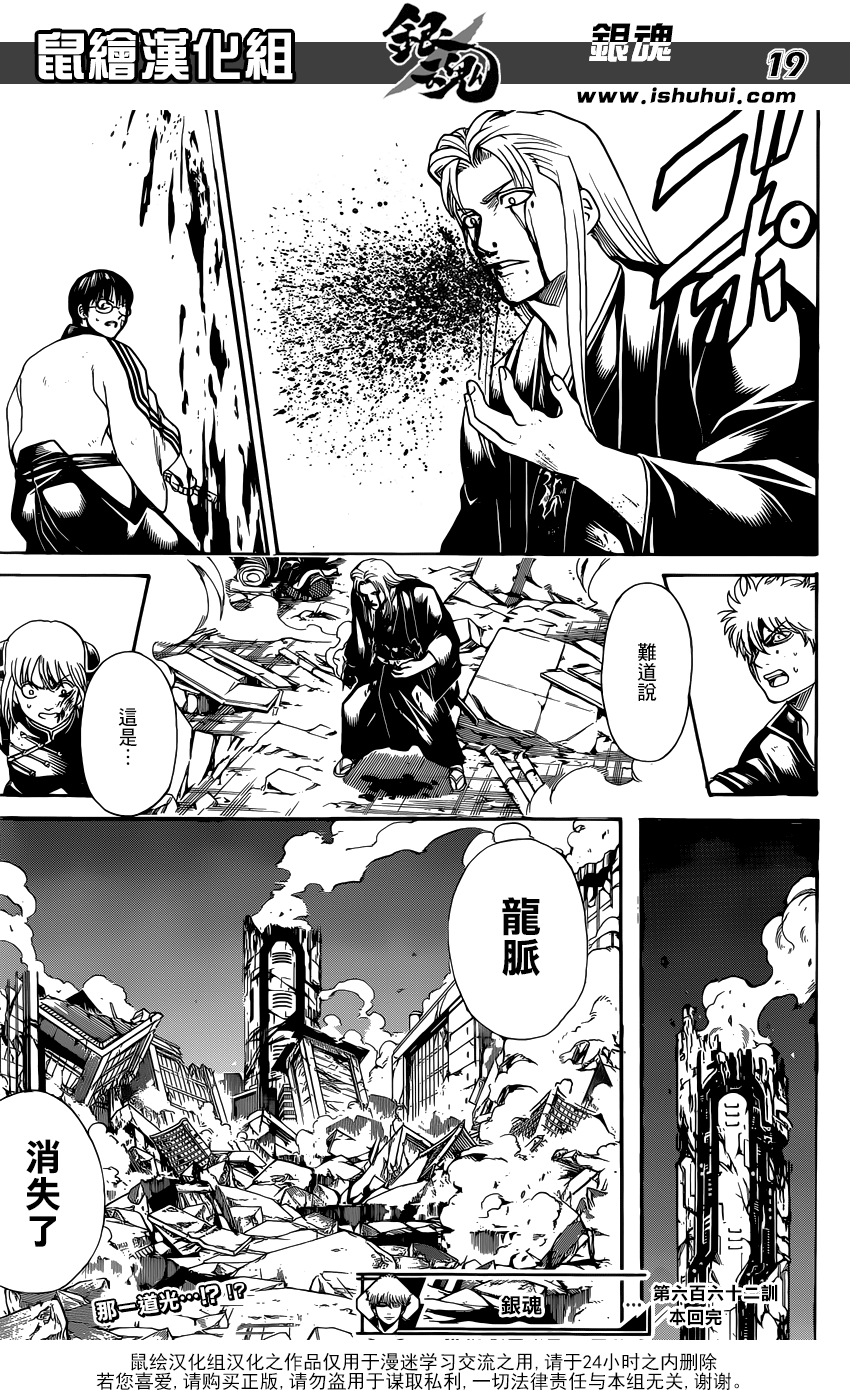 鼠繪漢化組
銀魂
銀魂
19
www.ishuhui.com
ゴポ
難道說
這是…
龍脈
消失了
那一道光…!? !?
銀魂
… 第六百六十二訓
／本回完
鼠绘汉化组汉化之作品仅用于漫迷学习交流之用, 请于24小时之内删除
若您喜爱, 请购买正版, 请勿盗用于谋取私利, 一切法律责任与本组无关, 谢谢。